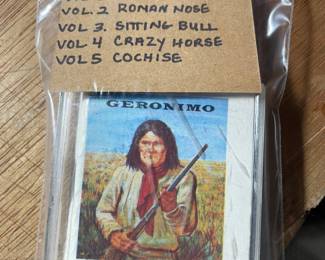 VOL. 2 ROMAN NOSE
VOL 3. SITTING BULL
VOL 4 CRAZY HORSE
VOL 5 COCHISE
GERONIMO